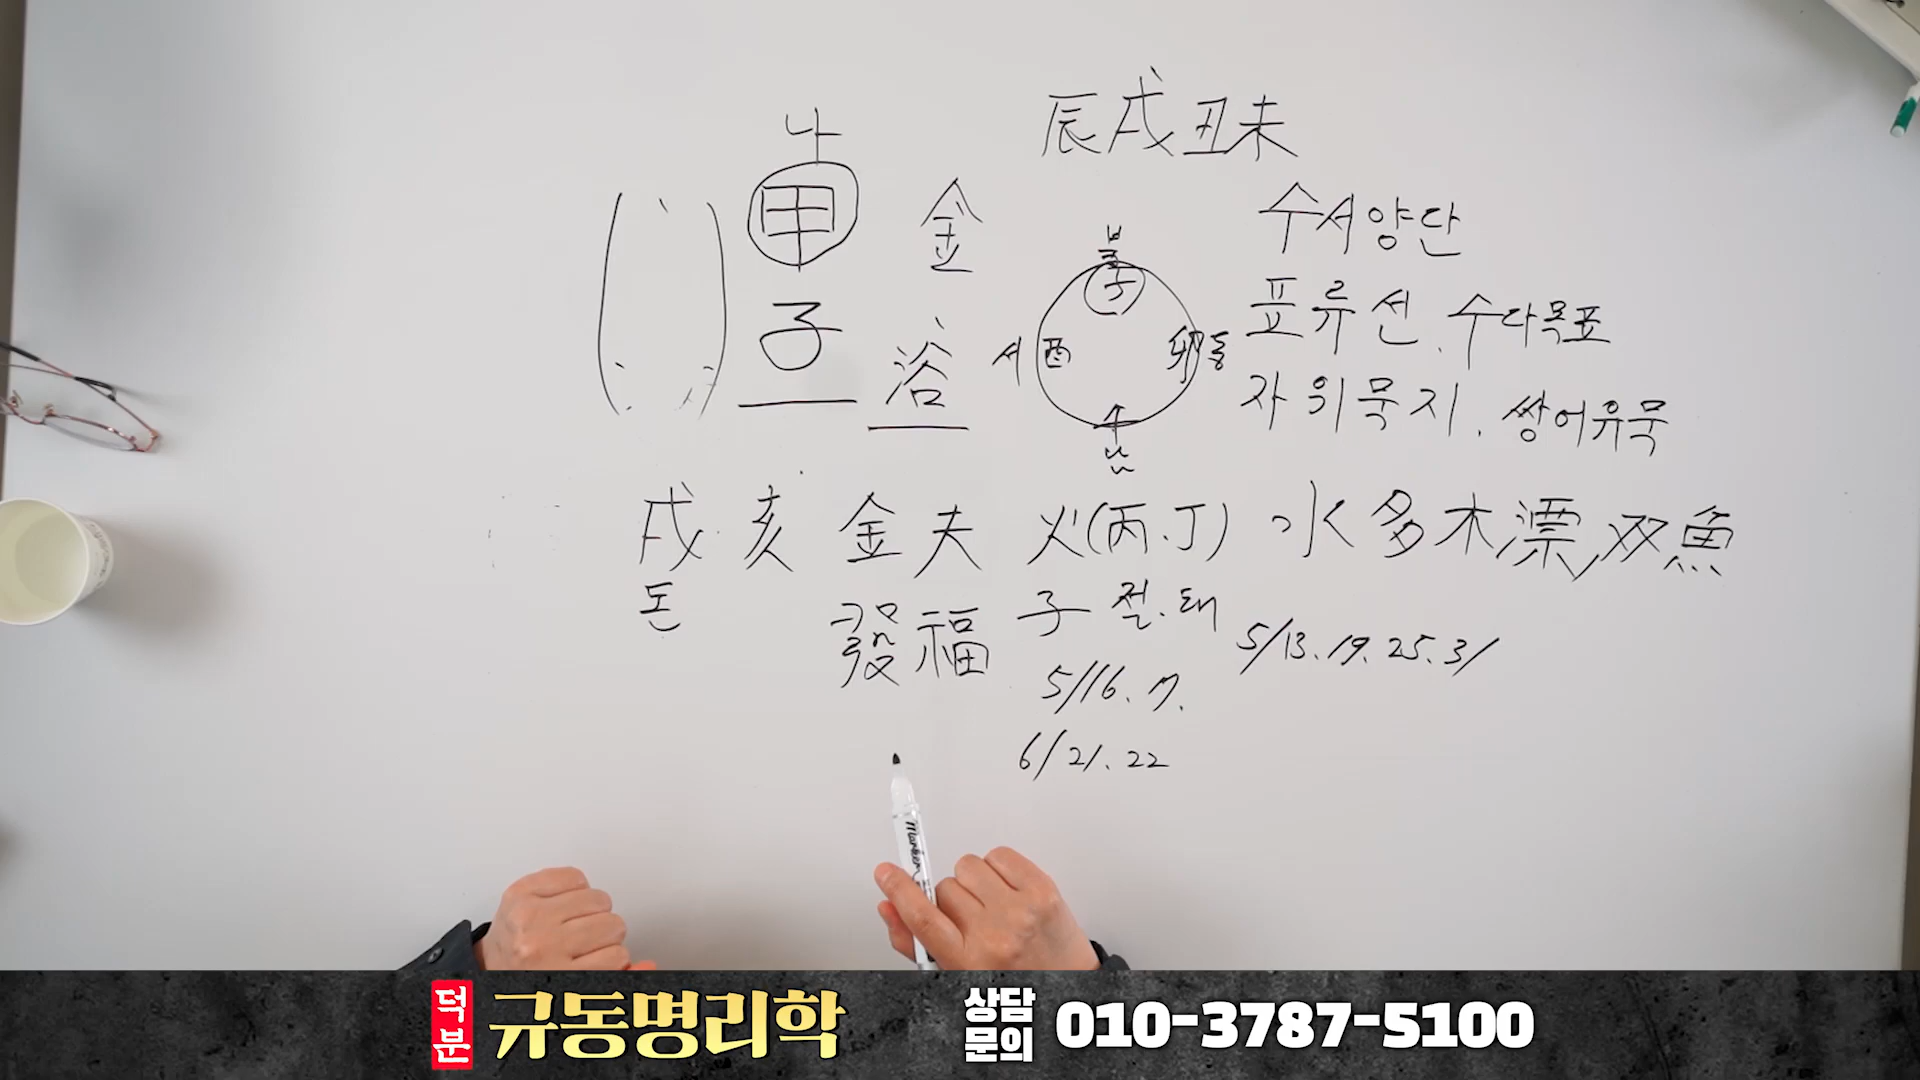 辰戌丑未
나
甲 金
子 浴
북
子
서 酉 卯 동
午
남
수서양단
표류선, 수다목표
자위묵지, 쌍어유묵
戌 亥 金夫 火(丙.丁) 水多木漂, 双魚
돈
發福 子 절.태
5/13.19.25.31
5/16.17.
6/21.22
Marker
덕분
규동명리학
상담문의 010-3787-5100